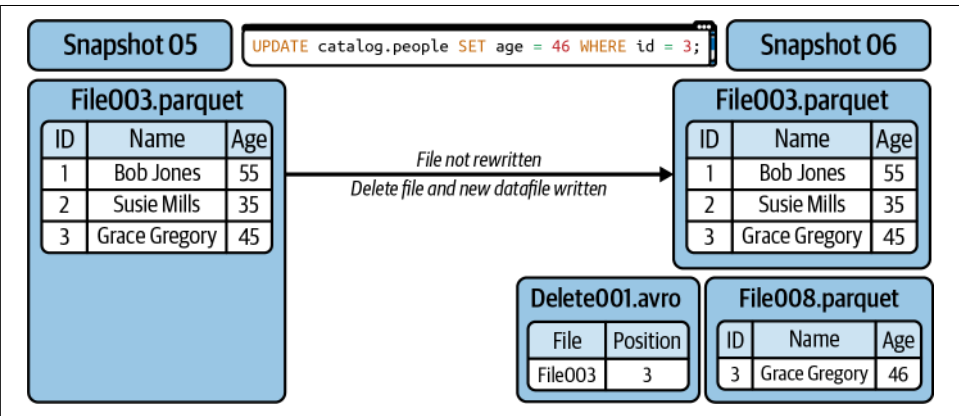 Snapshot 05
UPDATE catalog.people SET age = 46 WHERE id = 3;
Snapshot 06
File003.parquet
ID Name Age
1 Bob Jones 55
2 Susie Mills 35
3 Grace Gregory 45
File not rewritten
Delete file and new datafile written
File003.parquet
ID Name Age
1 Bob Jones 55
2 Susie Mills 35
3 Grace Gregory 45
Delete001.avro
File Position
File003 3
File008.parquet
ID Name Age
3 Grace Gregory 46